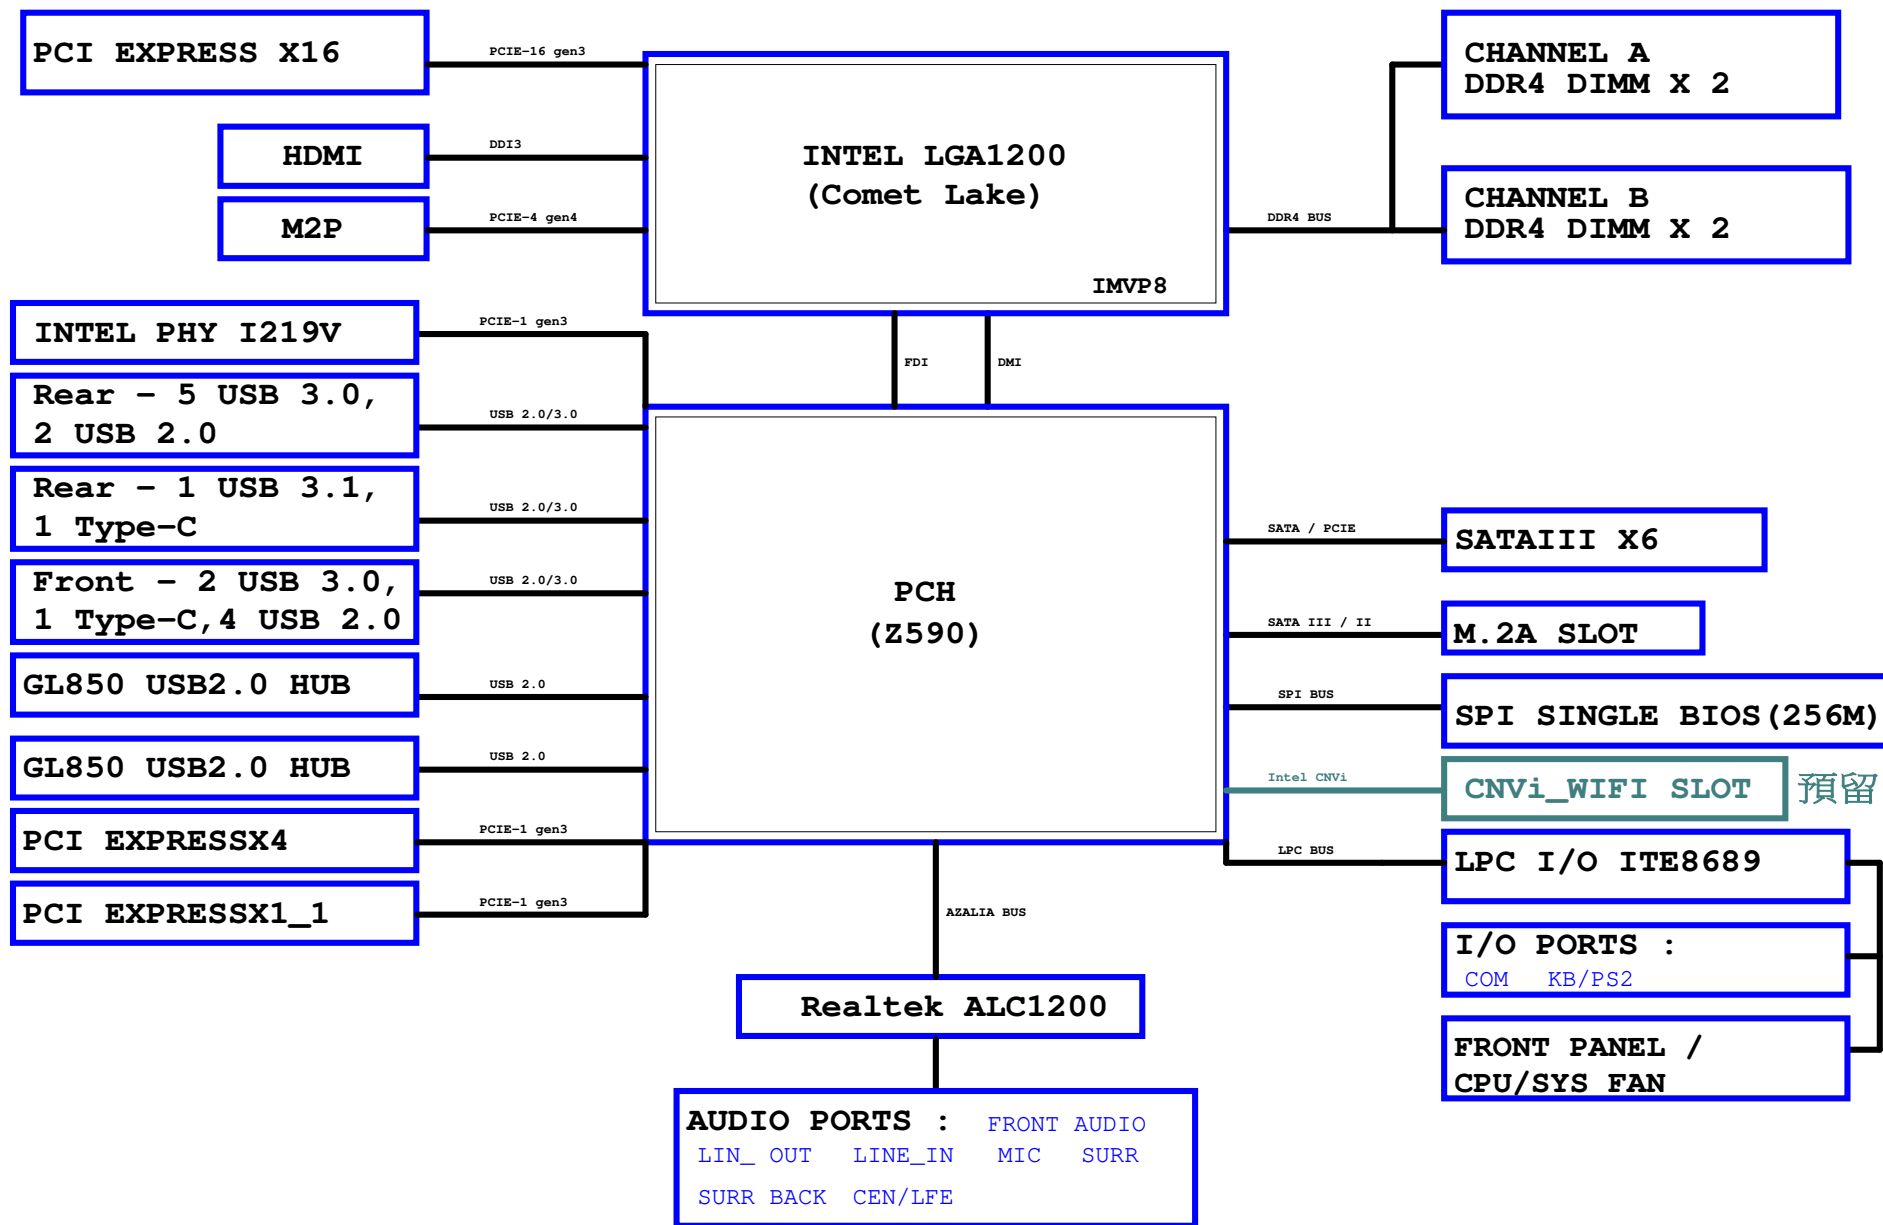 PCI EXPRESS X16
PCIE-16 gen3
HDMI
DDI3
M2P
PCIE-4 gen4
INTEL LGA1200
(Comet Lake)
IMVP8
DDR4 BUS
CHANNEL A
DDR4 DIMM X 2
CHANNEL B
DDR4 DIMM X 2
FDI
DMI
INTEL PHY I219V
PCIE-1 gen3
Rear - 5 USB 3.0,
2 USB 2.0
USB 2.0/3.0
Rear - 1 USB 3.1,
1 Type-C
USB 2.0/3.0
Front - 2 USB 3.0,
1 Type-C,4 USB 2.0
USB 2.0/3.0
GL850 USB2.0 HUB
USB 2.0
GL850 USB2.0 HUB
USB 2.0
PCI EXPRESSX4
PCIE-1 gen3
PCI EXPRESSX1_1
PCIE-1 gen3
PCH
(Z590)
SATA / PCIE
SATAIII X6
SATA III / II
M.2A SLOT
SPI BUS
SPI SINGLE BIOS(256M)
Intel CNVi
CNVi_WIFI SLOT 預留
LPC BUS
LPC I/O ITE8689
I/O PORTS :
COM KB/PS2
FRONT PANEL /
CPU/SYS FAN
AZALIA BUS
Realtek ALC1200
AUDIO PORTS : FRONT AUDIO
LIN_ OUT LINE_IN MIC SURR
SURR BACK CEN/LFE